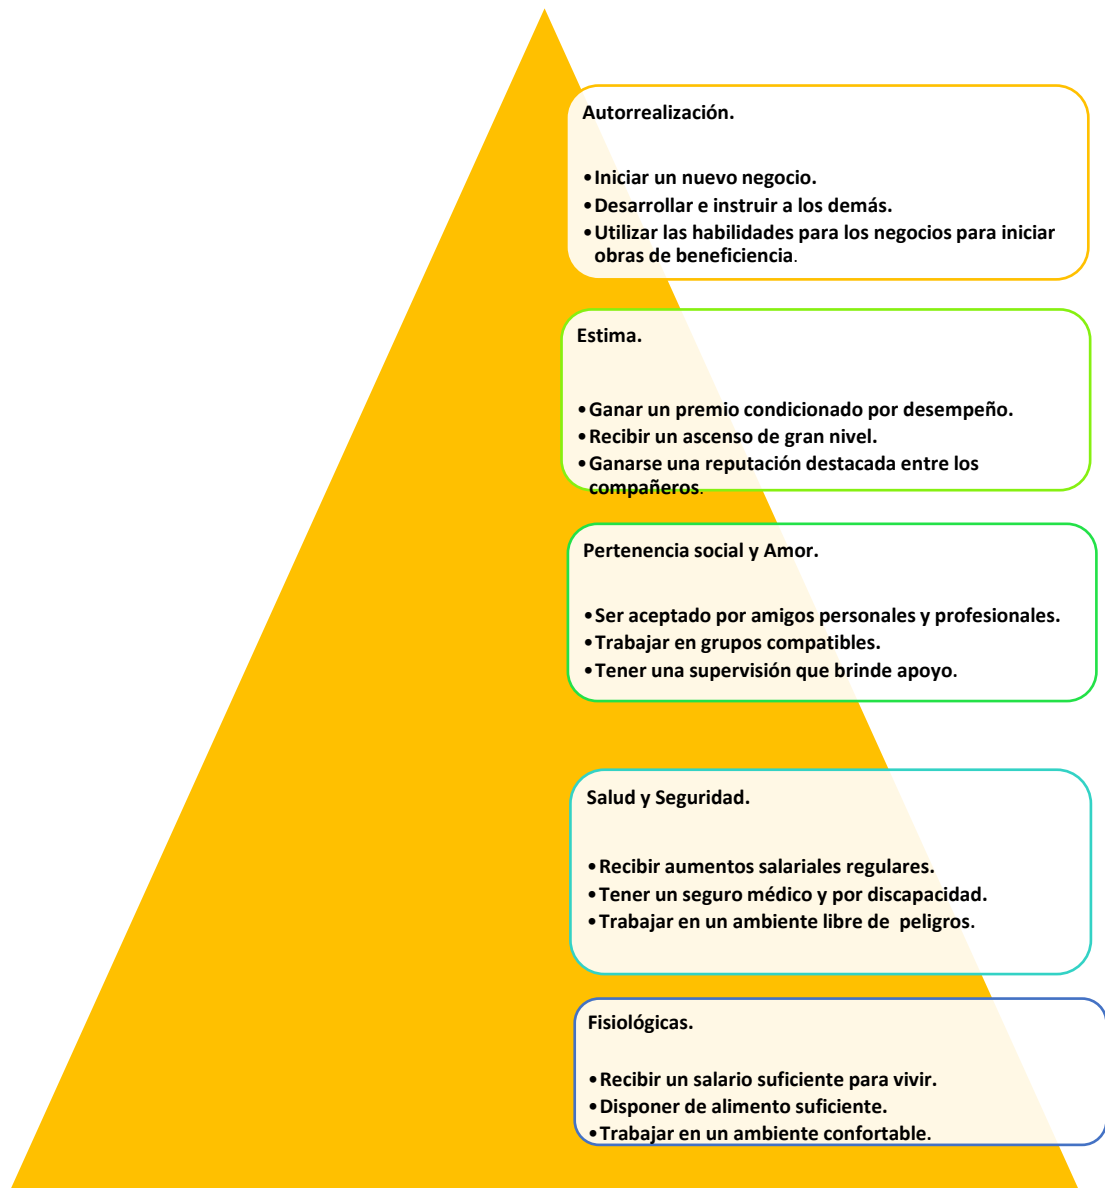 Autorrealización.
•Iniciar un nuevo negocio.
•Desarrollar e instruir a los demás.
•Utilizar las habilidades para los negocios para iniciar
obras de beneficiencia.
Estima.
•Ganar un premio condicionado por desempeño.
•Recibir un ascenso de gran nivel.
•Ganarse una reputación destacada entre los
compañeros.
Pertenencia social y Amor.
•Ser aceptado por amigos personales y profesionales.
•Trabajar en grupos compatibles.
•Tener una supervisión que brinde apoyo.
Salud y Seguridad.
•Recibir aumentos salariales regulares.
•Tener un seguro médico y por discapacidad.
•Trabajar en un ambiente libre de  peligros.
Fisiológicas.
•Recibir un salario suficiente para vivir.
•Disponer de alimento suficiente.
•Trabajar en un ambiente confortable.